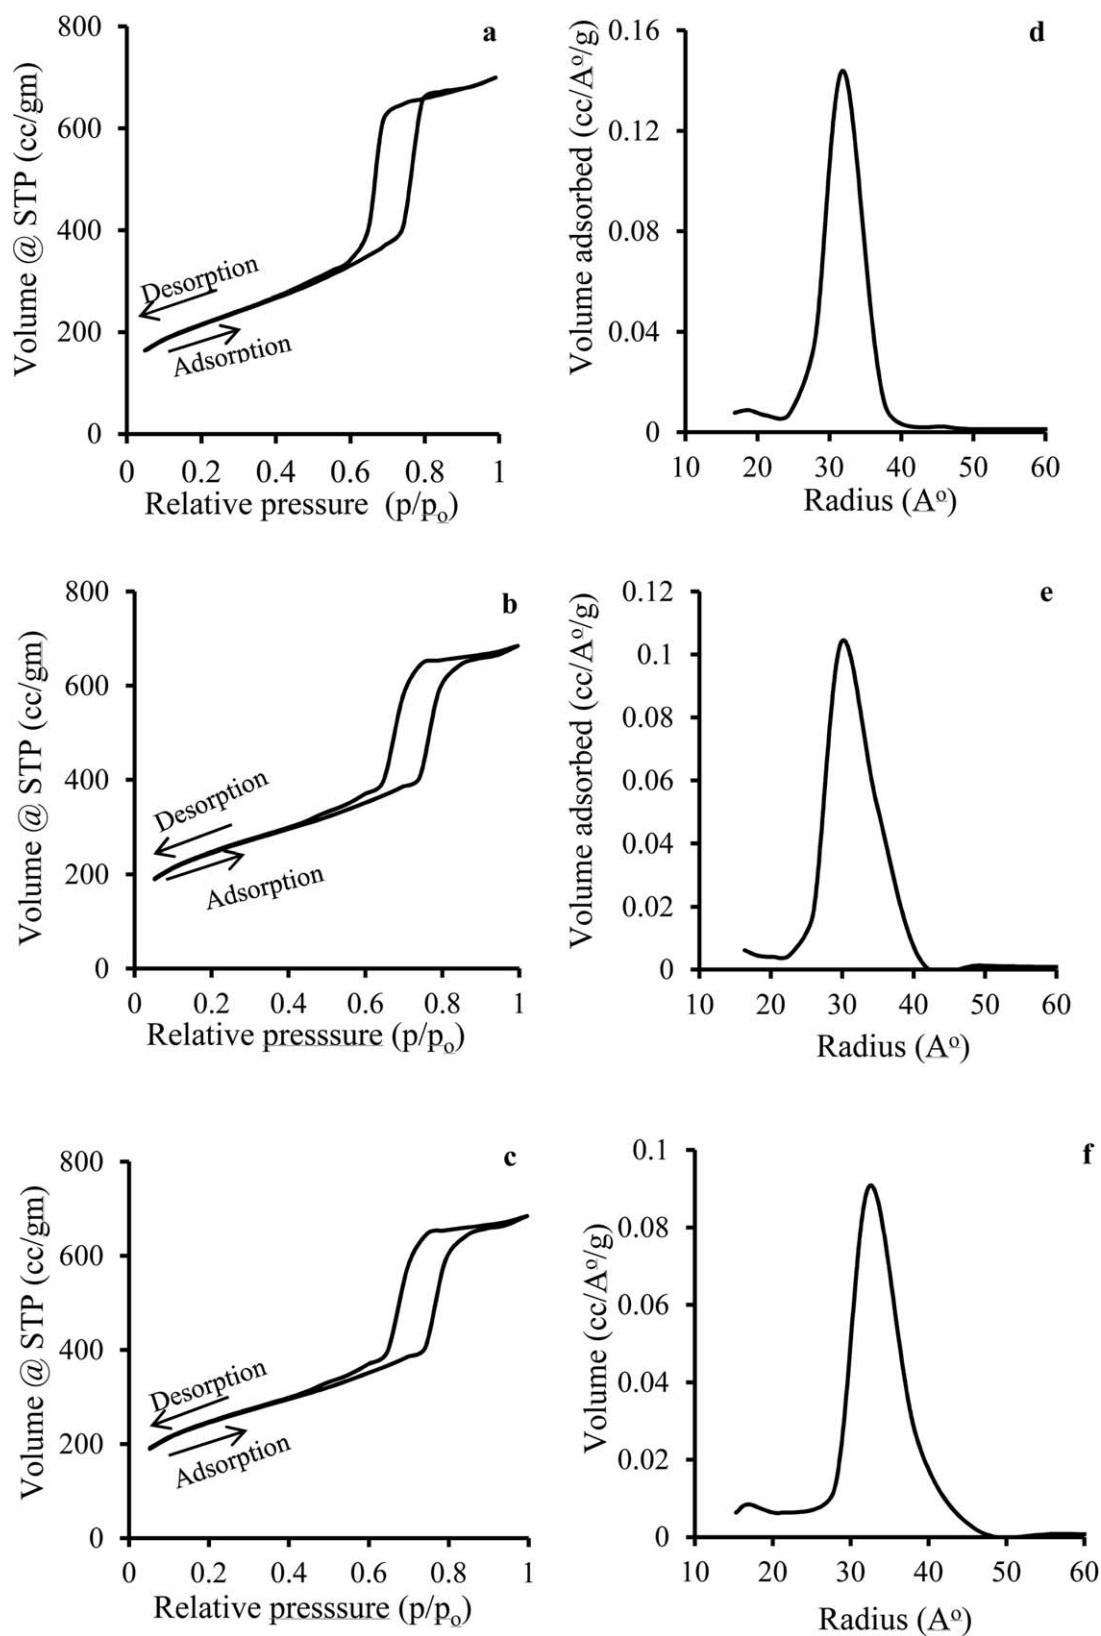 a
Volume @ STP (cc/gm)
800
600
400
200
0
Desorption
Adsorption
0 0.2 0.4 0.6 0.8 1
Relative pressure (p/po)
d
Volume adsorbed (cc/Aº/g)
0.16
0.12
0.08
0.04
0
10 20 30 40 50 60
Radius (Aº)
b
Volume @ STP (cc/gm)
800
600
400
200
0
Desorption
Adsorption
0 0.2 0.4 0.6 0.8 1
Relative presssure (p/po)
e
Volume adsorbed (cc/Aº/g)
0.12
0.1
0.08
0.06
0.04
0.02
0
10 20 30 40 50 60
Radius (Aº)
c
Volume @ STP (cc/gm)
800
600
400
200
0
Desorption
Adsorption
0 0.2 0.4 0.6 0.8 1
Relative presssure (p/po)
f
Volume (cc/Aº/g)
0.1
0.08
0.06
0.04
0.02
0
10 20 30 40 50 60
Radius (Aº)